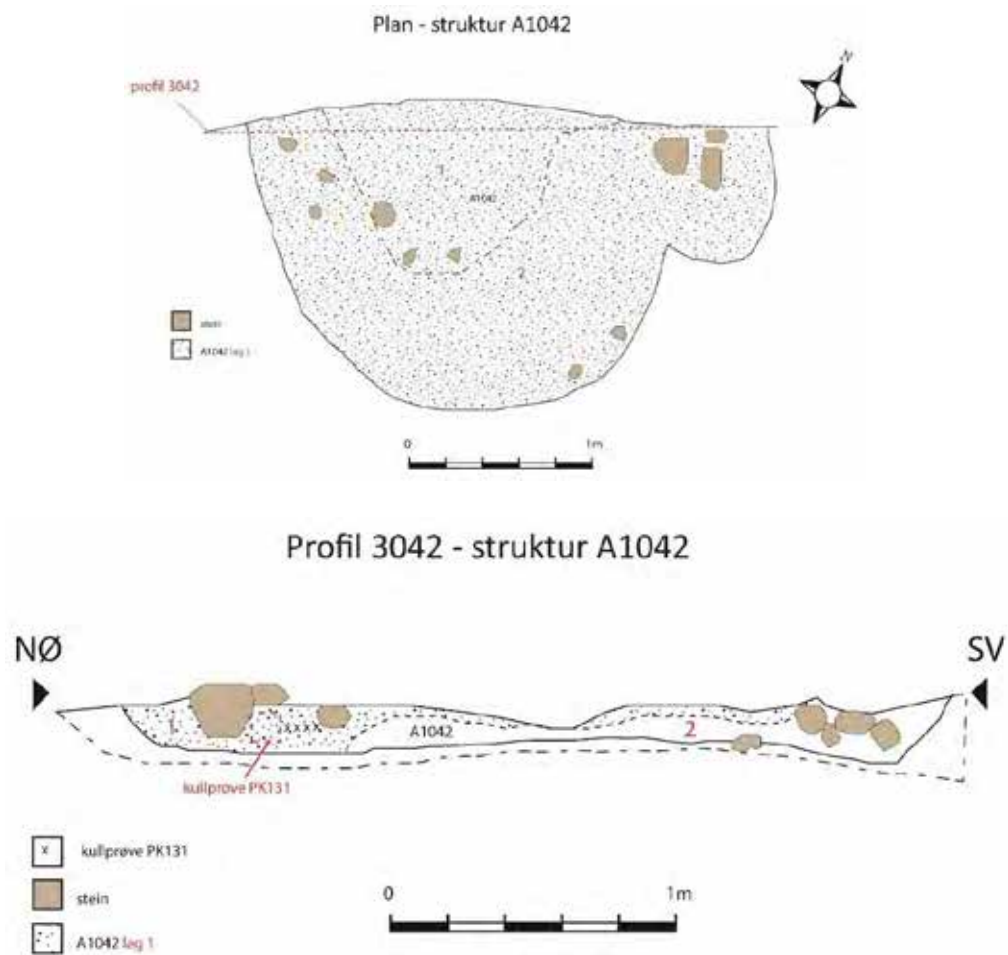 Plan - struktur A1042
N
profil 3042
1
A1042
2
stein
A1042 lag 1
0 1m
Profil 3042 - struktur A1042
NØ SV
1 xxxx A1042 2
kullprøve PK131
x kullprøve PK131
stein
A1042 lag 1
0 1m